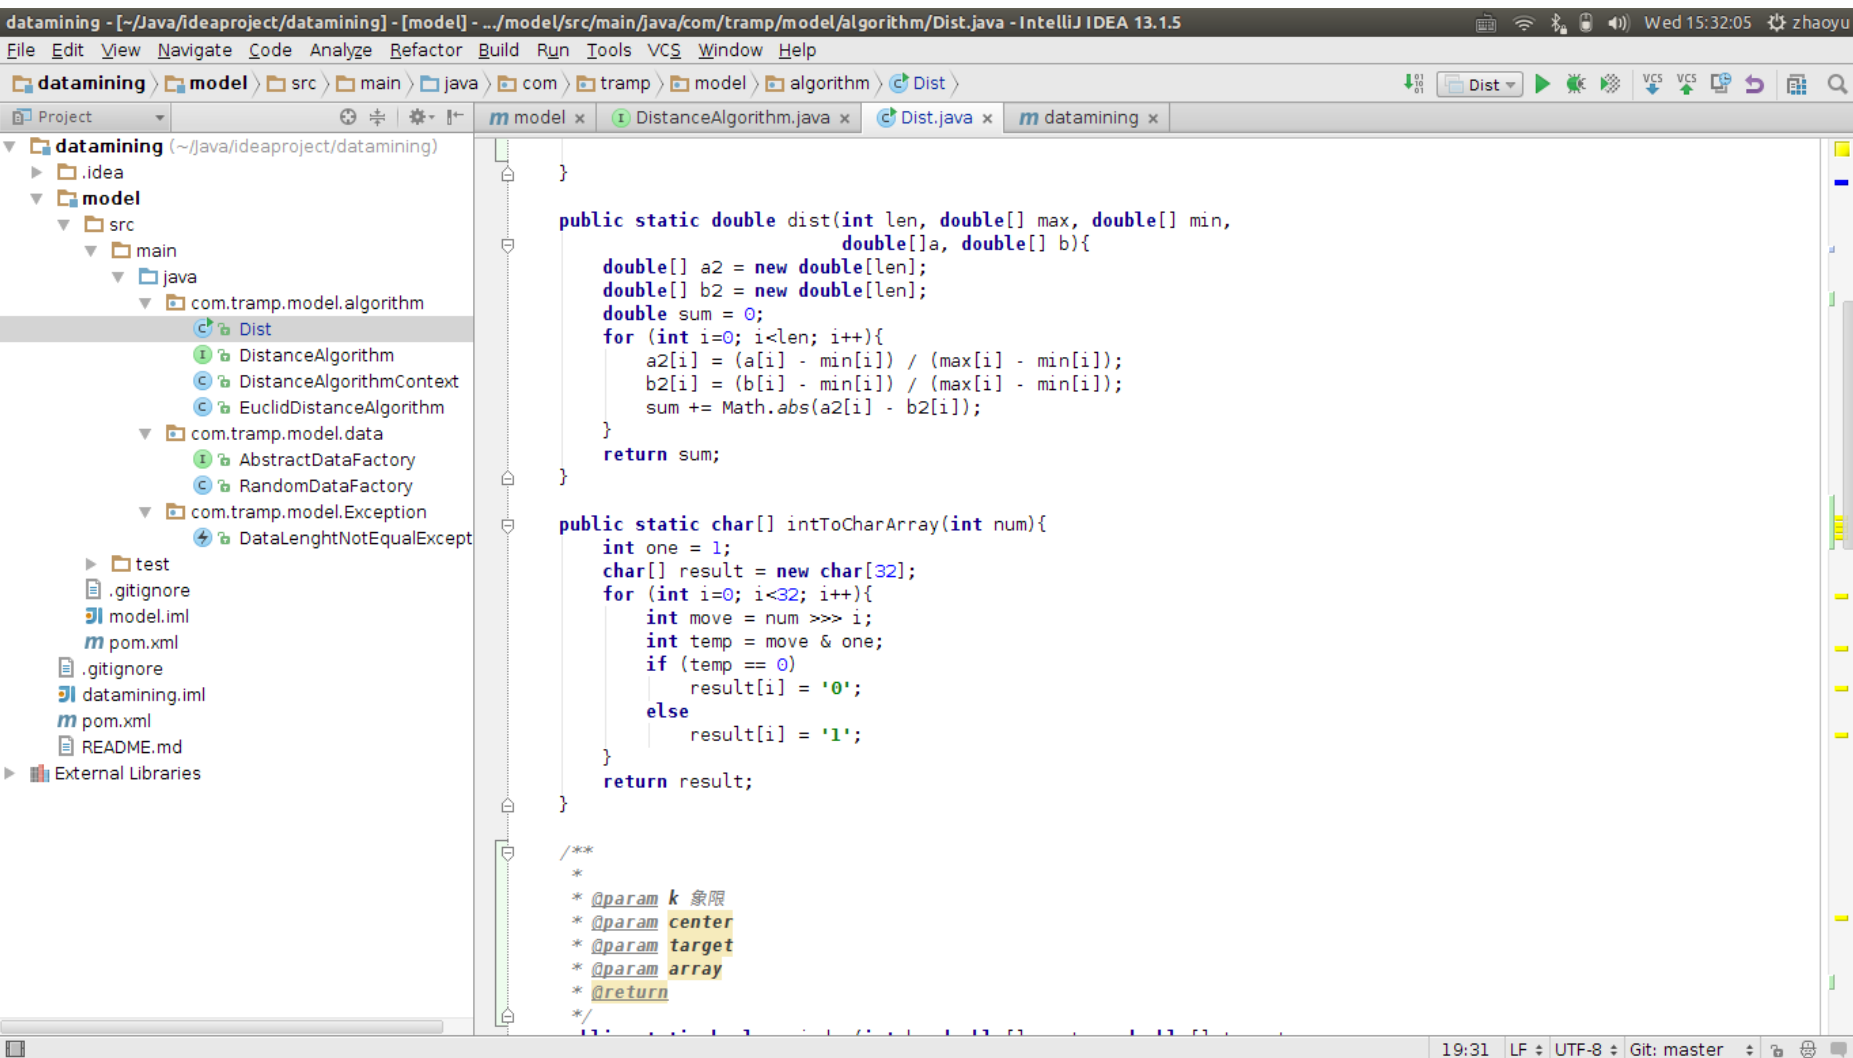 datamining - [~/Java/ideaproject/datamining] - [model] - .../model/src/main/java/com/tramp/model/algorithm/Dist.java - IntelliJ IDEA 13.1.5
Wed 15:32:05 zhaoyu
File Edit View Navigate Code Analyze Refactor Build Run Tools VCS Window Help
datamining model src main java com tramp model algorithm Dist
Dist
VCS VCS
Project
model DistanceAlgorithm.java Dist.java datamining
datamining (~/Java/ideaproject/datamining)
.idea
model
src
main
java
com.tramp.model.algorithm
Dist
DistanceAlgorithm
DistanceAlgorithmContext
EuclidDistanceAlgorithm
com.tramp.model.data
AbstractDataFactory
RandomDataFactory
com.tramp.model.Exception
DataLenghtNotEqualExcept
test
.gitignore
model.iml
pom.xml
.gitignore
datamining.iml
pom.xml
README.md
External Libraries
}
public static double dist(int len, double[] max, double[] min,
double[]a, double[] b){
double[] a2 = new double[len];
double[] b2 = new double[len];
double sum = 0;
for (int i=0; i<len; i++){
a2[i] = (a[i] - min[i]) / (max[i] - min[i]);
b2[i] = (b[i] - min[i]) / (max[i] - min[i]);
sum += Math.abs(a2[i] - b2[i]);
}
return sum;
}
public static char[] intToCharArray(int num){
int one = 1;
char[] result = new char[32];
for (int i=0; i<32; i++){
int move = num >>> i;
int temp = move & one;
if (temp == 0)
result[i] = '0';
else
result[i] = '1';
}
return result;
}
/**
*
* @param k 象限
* @param center
* @param target
* @param array
* @return
*/
19:31 LF UTF-8 Git: master